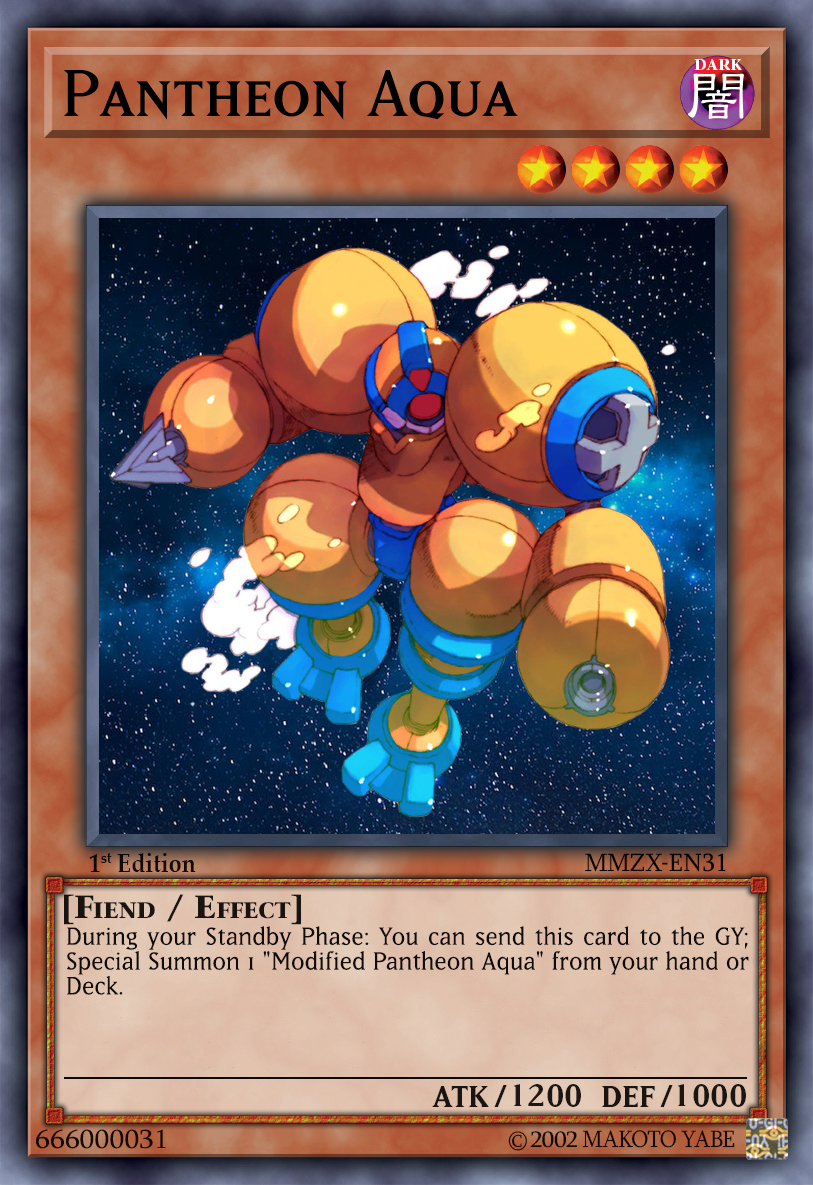 Pantheon Aqua
DARK
闇
1st Edition
MMZX-EN31
[Fiend / Effect]
During your Standby Phase: You can send this card to the GY;
Special Summon 1 "Modified Pantheon Aqua" from your hand or
Deck.
ATK/1200 DEF/1000
666000031
©2002 MAKOTO YABE